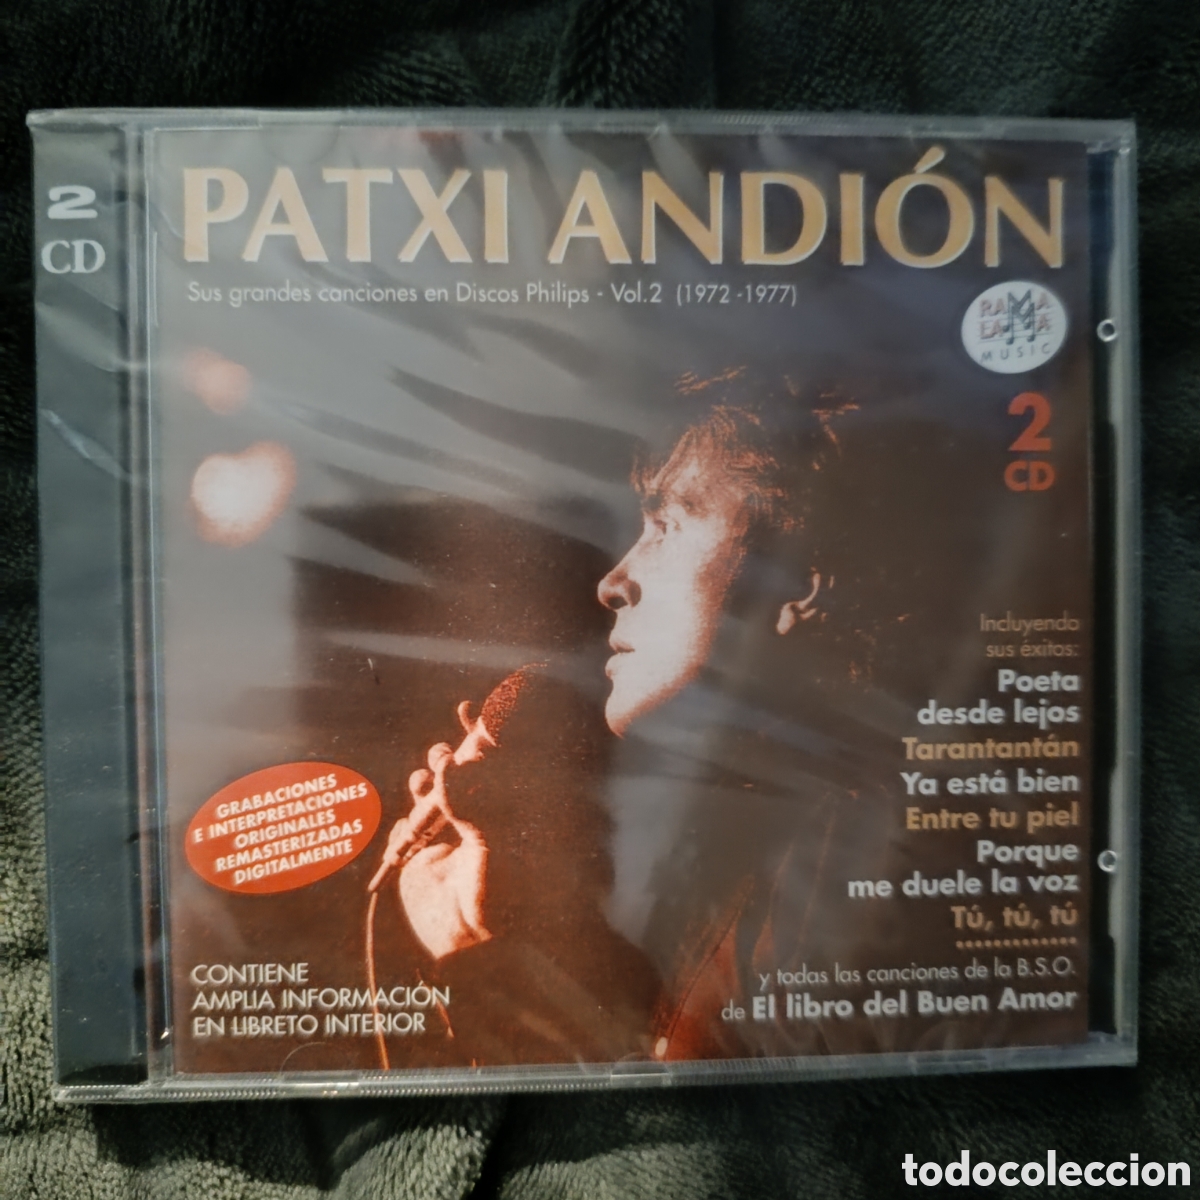 2
CD
PATXI ANDIÓN
Sus grandes canciones en Discos Philips - Vol.2 (1972 -1977)
RAMA
LAMA
MUSIC
2
CD
Incluyendo
sus éxitos:
Poeta
desde lejos
Tarantantán
Ya está bien
Entre tu piel
Porque
me duele la voz
Tú, tú, tú
y todas las canciones de la B.S.O.
de El libro del Buen Amor
GRABACIONES
E INTERPRETACIONES
ORIGINALES
REMASTERIZADAS
DIGITALMENTE
CONTIENE
AMPLIA INFORMACIÓN
EN LIBRETO INTERIOR
todocoleccion